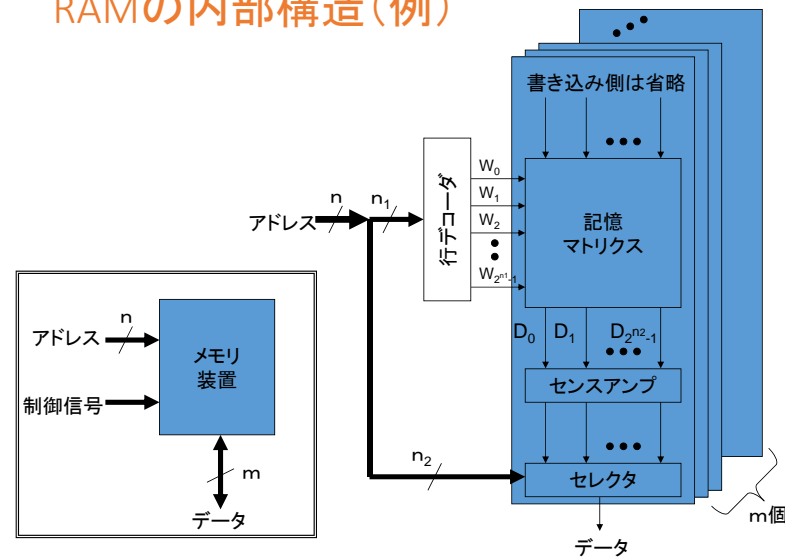 RAMの内部構造（例）
書き込み側は省略
•••
W0
W1
W2
W2n1-1
行デコーダ
記憶
マトリクス
アドレス
n
n1
D0 D1 D2n2-1
•••
センスアンプ
•••
n2
セレクタ
データ
m個
n
アドレス
メモリ
装置
制御信号
m
データ